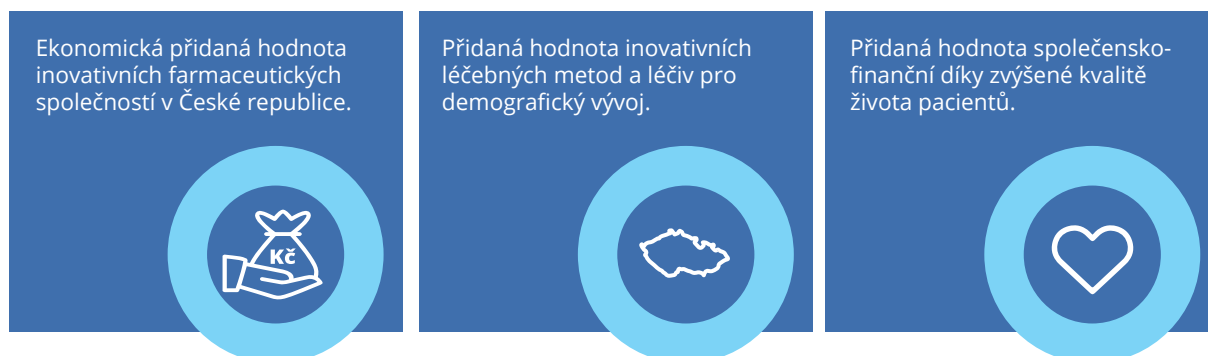 Ekonomická přidaná hodnota
inovativních farmaceutických
společností v České republice.
Kč
Přidaná hodnota inovativních
léčebných metod a léčiv pro
demografický vývoj.
Přidaná hodnota společensko-
finanční díky zvýšené kvalitě
života pacientů.